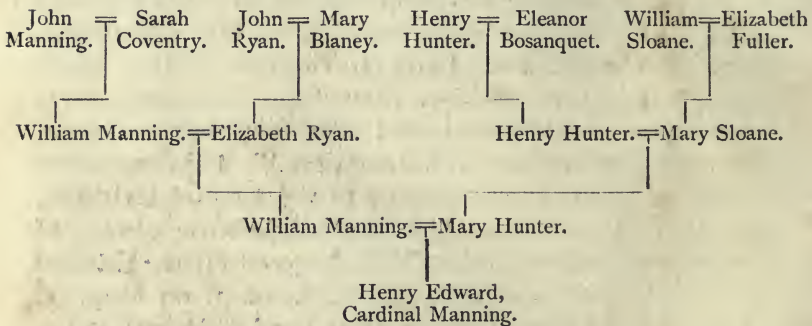 John = Sarah John = Mary Henry = Eleanor William = Elizabeth
Manning. Coventry. Ryan. Blaney. Hunter. Bosanquet. Sloane. Fuller.
William Manning. = Elizabeth Ryan. Henry Hunter. = Mary Sloane.
William Manning. = Mary Hunter.
Henry Edward,
Cardinal Manning.